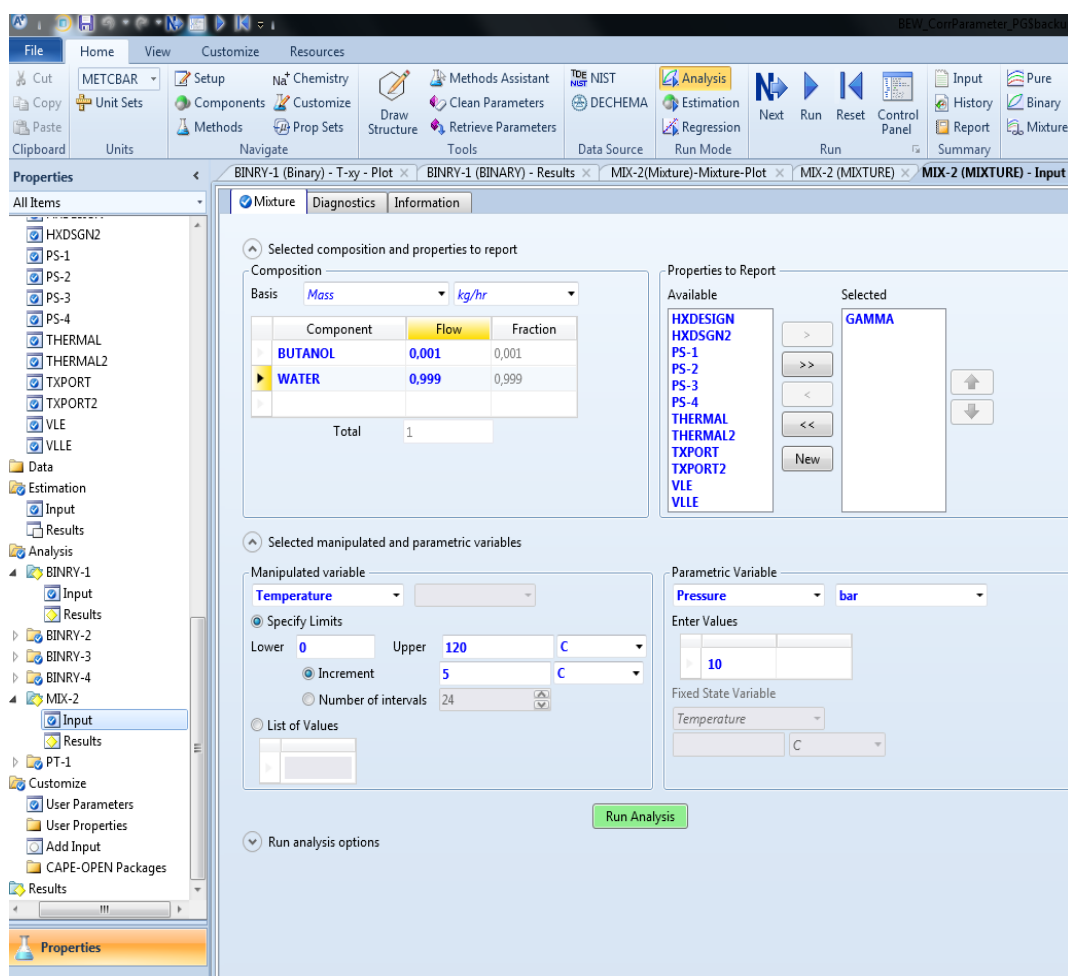 BEW_CorrParameter_PG$backu
File Home View Customize Resources
Cut METCBAR Setup Na+ Chemistry Methods Assistant TDE NIST NIST Analysis Input Pure
Copy Unit Sets Components Customize Draw Structure Clean Parameters DECHEMA Estimation Next Run Reset Control Panel History Binary
Paste Methods Prop Sets Retrieve Parameters Regression Report Mixture
Clipboard Units Navigate Tools Data Source Run Mode Run Summary
Properties
BINRY-1 (Binary) - T-xy - Plot BINRY-1 (BINARY) - Results MIX-2(Mixture)-Mixture-Plot MIX-2 (MIXTURE) MIX-2 (MIXTURE) - Input
All Items
HXDSGN2
PS-1
PS-2
PS-3
PS-4
THERMAL
THERMAL2
TXPORT
TXPORT2
VLE
VLLE
Data
Estimation
Input
Results
Analysis
BINRY-1
Input
Results
BINRY-2
BINRY-3
BINRY-4
MIX-2
Input
Results
PT-1
Customize
User Parameters
User Properties
Add Input
CAPE-OPEN Packages
Results
Properties
Mixture Diagnostics Information
Selected composition and properties to report
Composition
Basis Mass kg/hr
Component Flow Fraction
BUTANOL 0,001 0,001
WATER 0,999 0,999
Total 1
Properties to Report
Available Selected
HXDESIGN
HXDSGN2
PS-1
PS-2
PS-3
PS-4
THERMAL
THERMAL2
TXPORT
TXPORT2
VLE
VLLE
>
>>
<
<<
New
GAMMA
Selected manipulated and parametric variables
Manipulated variable
Temperature
Specify Limits
Lower 0 Upper 120 C
Increment 5 C
Number of intervals 24
List of Values
Parametric Variable
Pressure bar
Enter Values
10
Fixed State Variable
Temperature
C
Run Analysis
Run analysis options